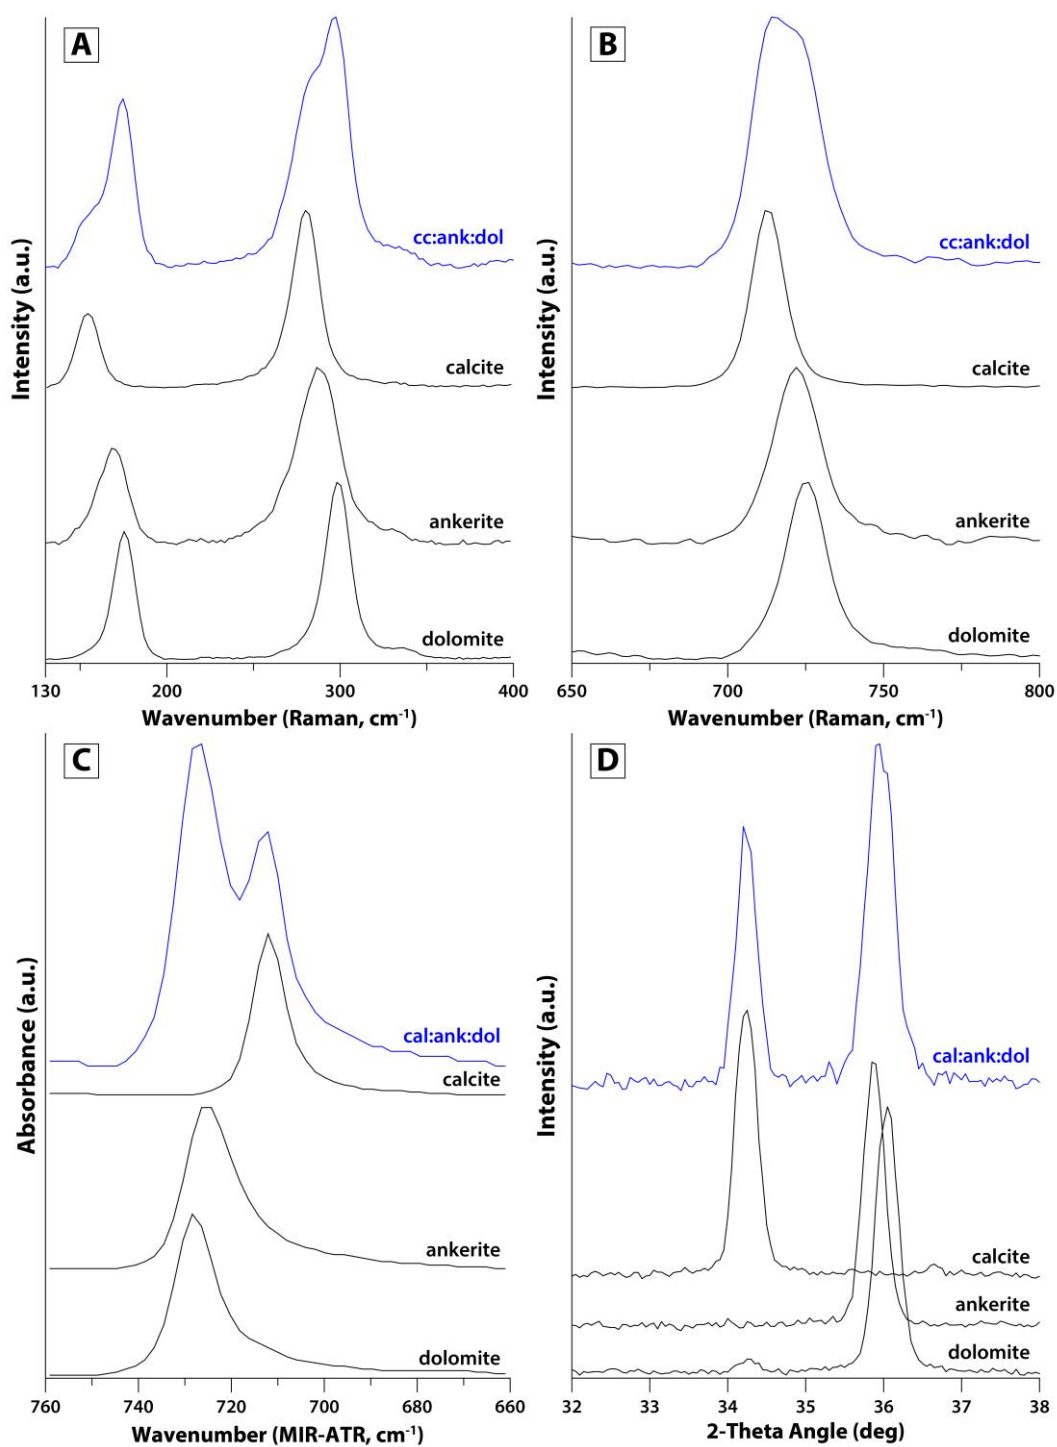 A
Intensity (a.u.)
cc:ank:dol
calcite
ankerite
dolomite
130 200 300 400
Wavenumber (Raman, cm-1)
B
Intensity (a.u.)
cc:ank:dol
calcite
ankerite
dolomite
650 700 750 800
Wavenumber (Raman, cm-1)
C
Absorbance (a.u.)
cal:ank:dol
calcite
ankerite
dolomite
760 740 720 700 680 660
Wavenumber (MIR-ATR, cm-1)
D
Intensity (a.u.)
cal:ank:dol
calcite
ankerite
dolomite
32 33 34 35 36 37 38
2-Theta Angle (deg)